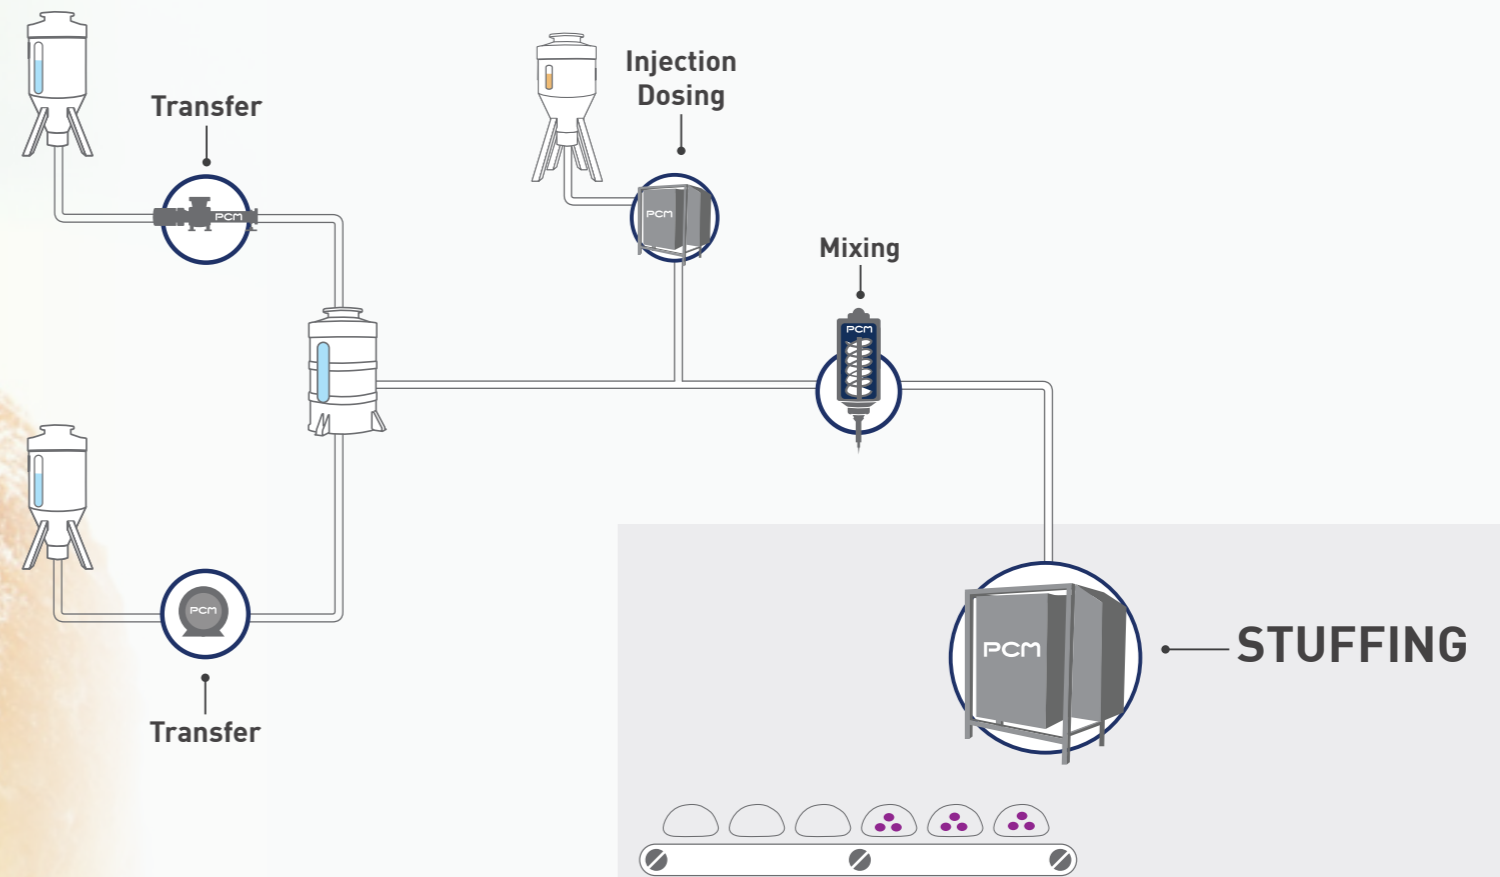 Transfer
PCM
Injection
Dosing
PCM
Mixing
PCM
PCM
Transfer
PCM
STUFFING